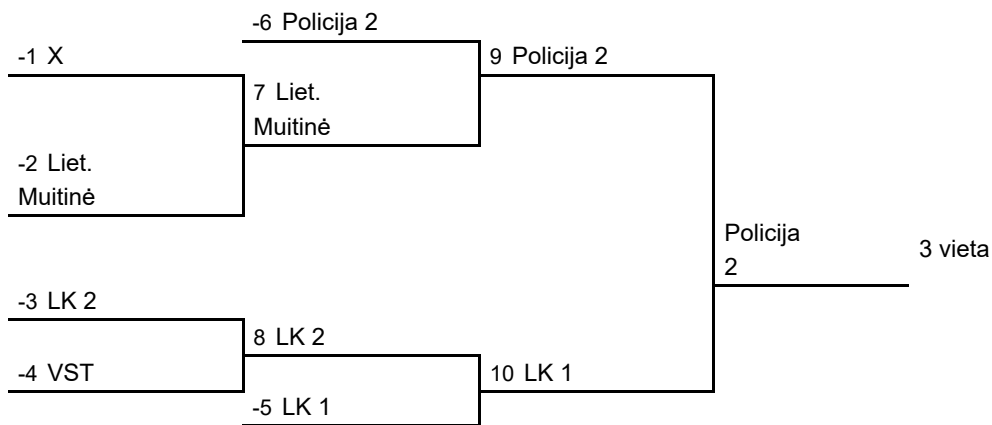 -6 Policija 2
-1 X
9 Policija 2
7 Liet.
Muitinė
-2 Liet.
Muitinė
Policija
2
3 vieta
-3 LK 2
8 LK 2
-4 VST
10 LK 1
-5 LK 1